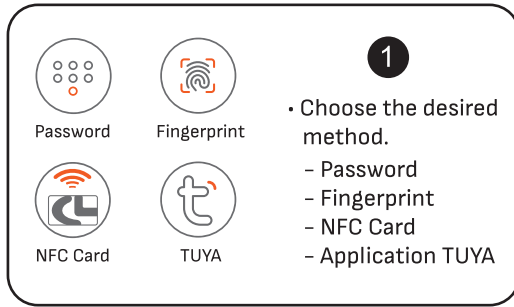 Password
Fingerprint
NFC Card
TUYA
1
• Choose the desired
method.
- Password
- Fingerprint
- NFC Card
- Application TUYA